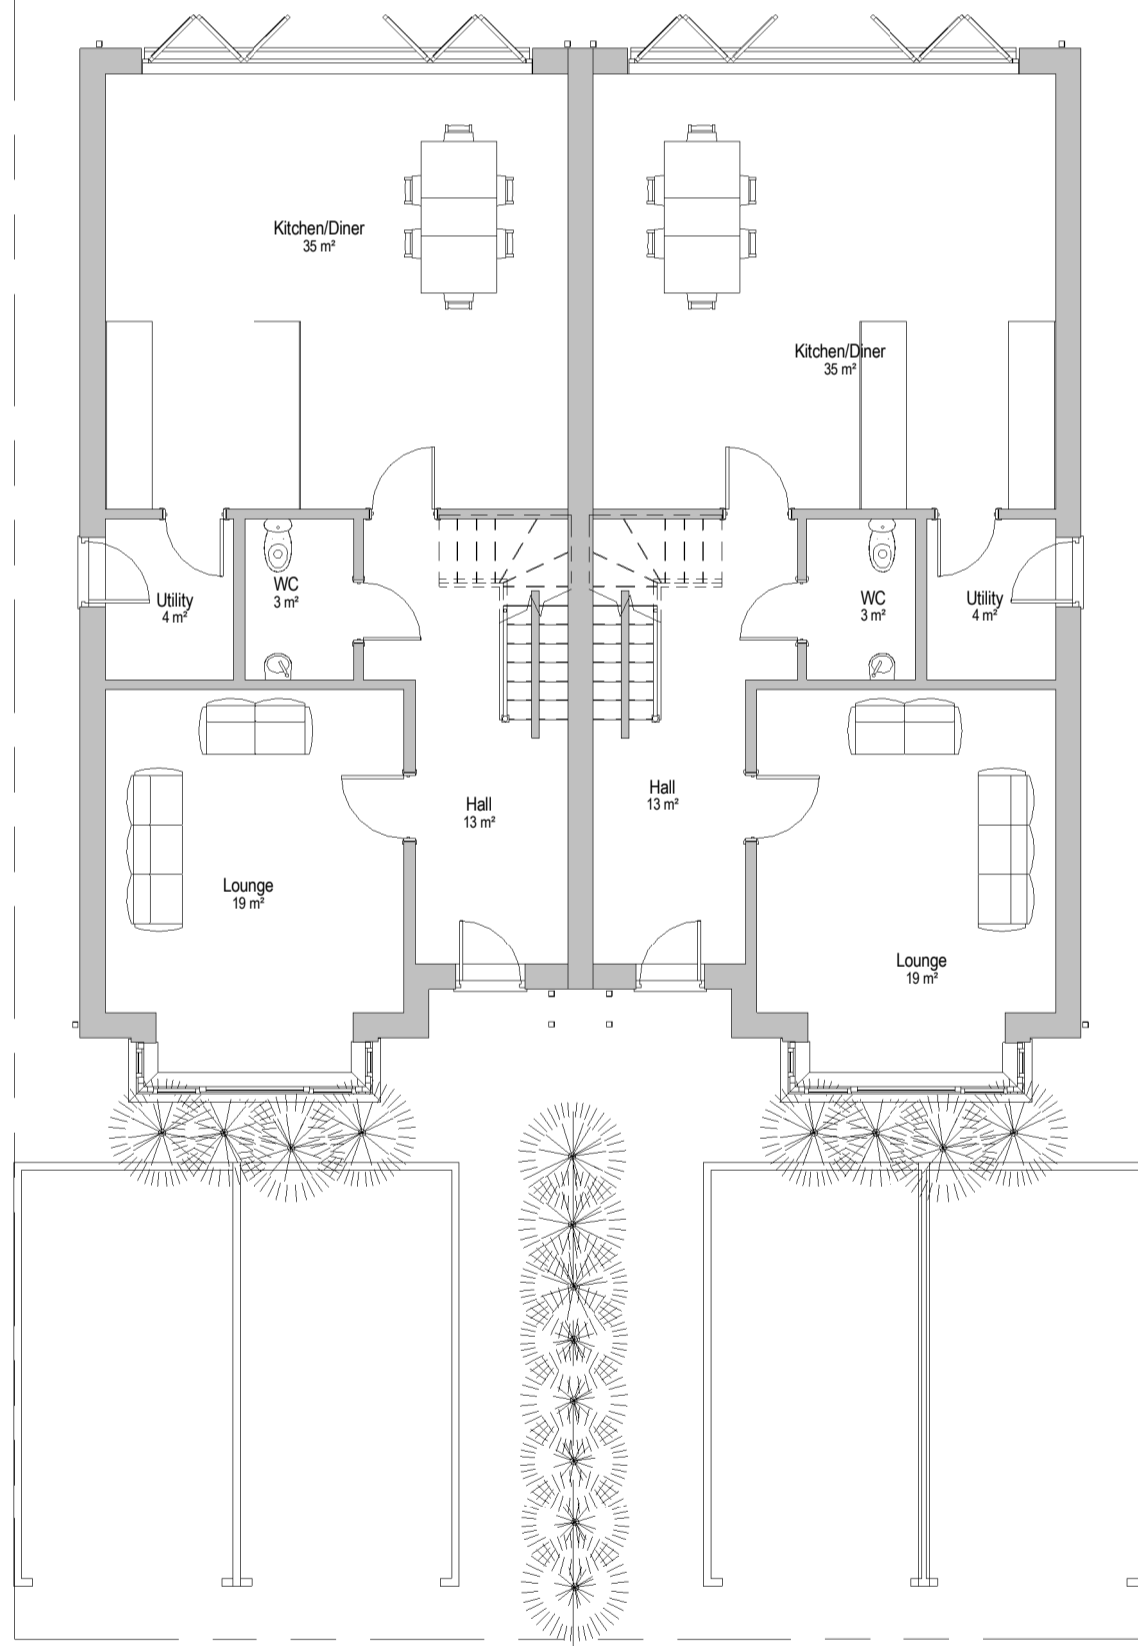 Kitchen/Diner
35 m²
Kitchen/Diner
35 m²
Utility
4 m²
WC
3 m²
WC
3 m²
Utility
4 m²
Hall
13 m²
Hall
13 m²
Lounge
19 m²
Lounge
19 m²